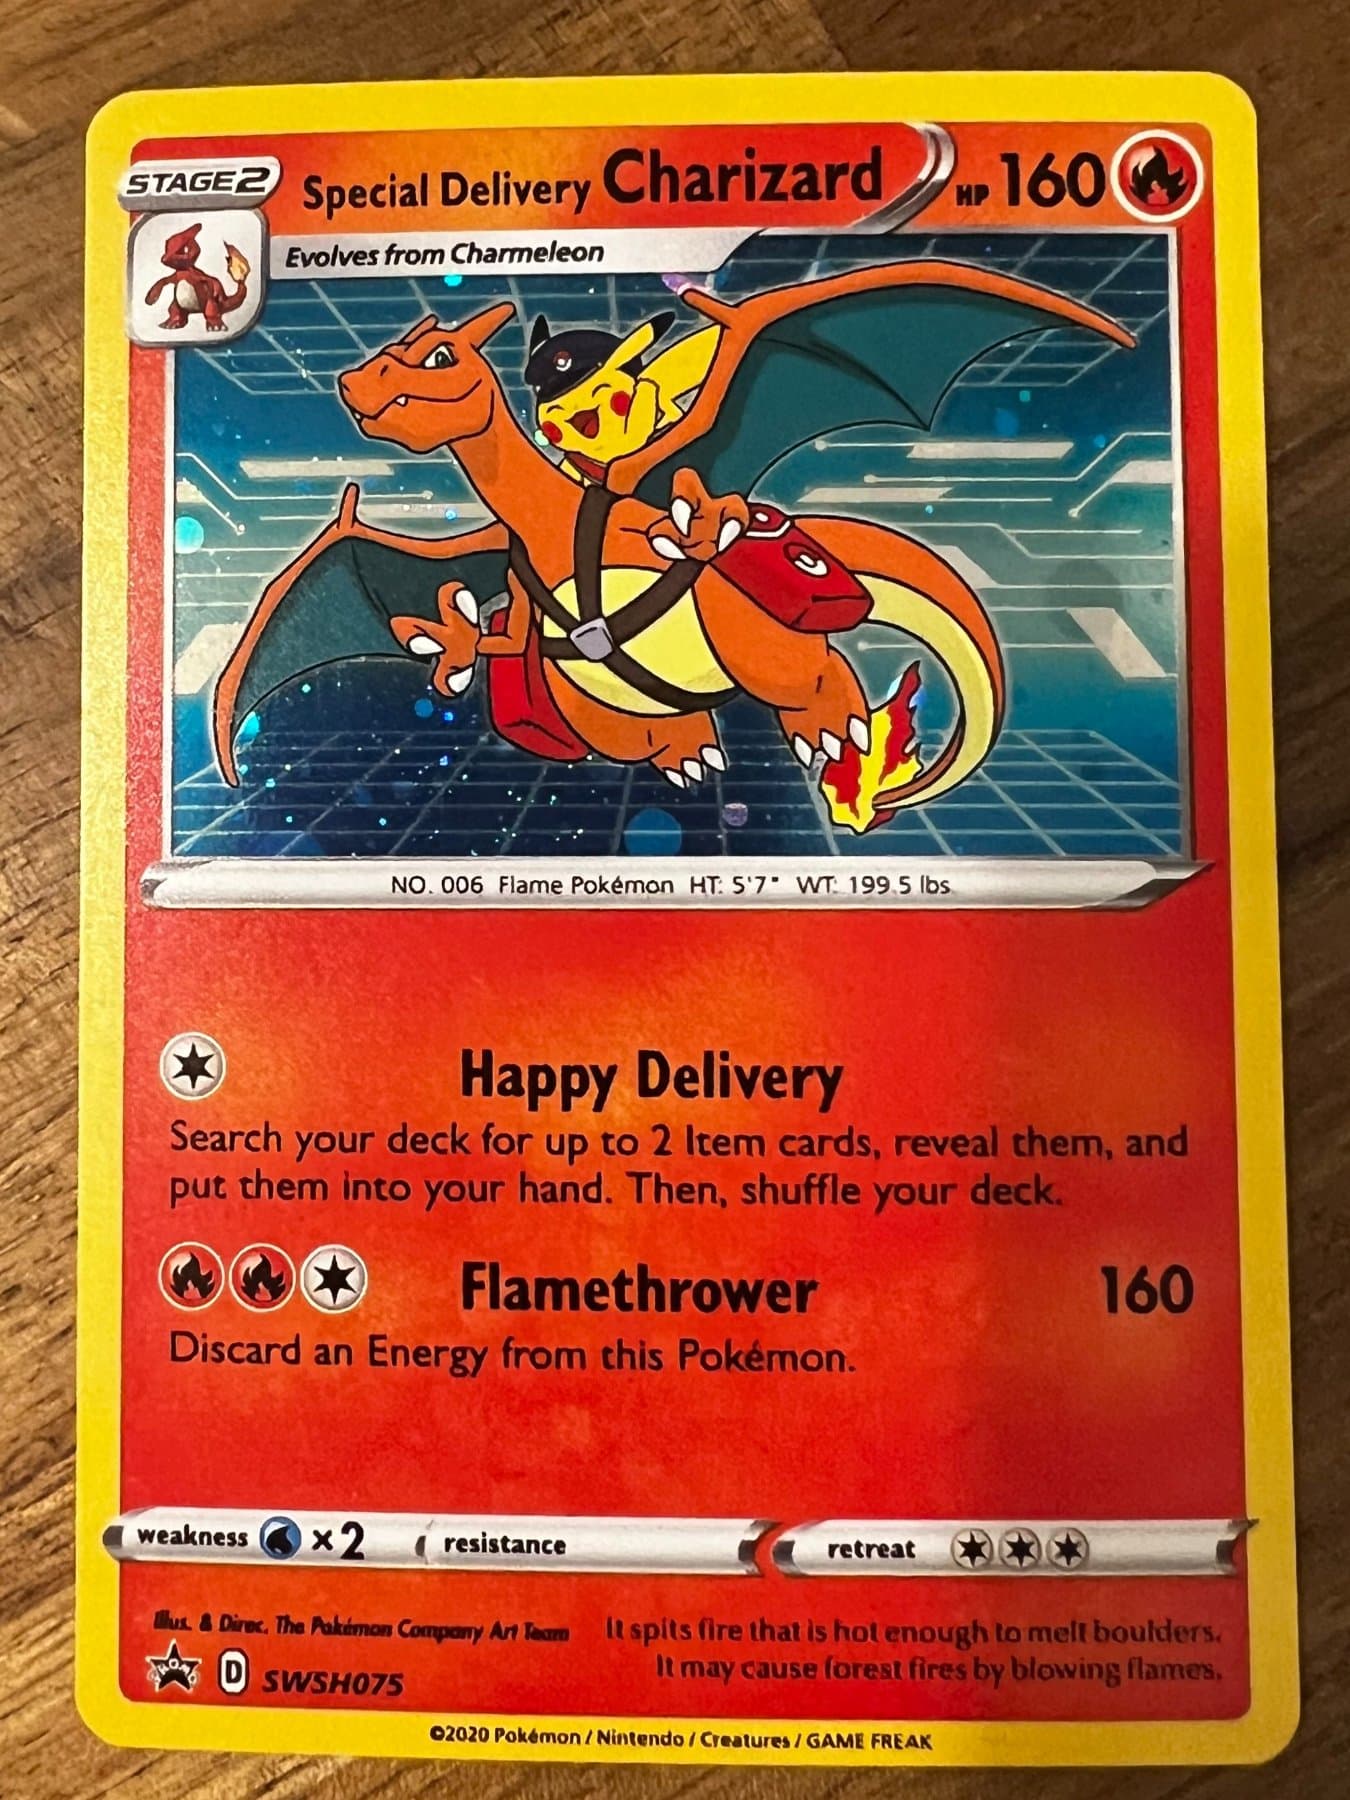 STAGE2
Special Delivery Charizard
HP 160
Evolves from Charmeleon
NO. 006 Flame Pokémon HT: 5'7" WT: 199.5 lbs
Happy Delivery
Search your deck for up to 2 Item cards, reveal them, and
put them into your hand. Then, shuffle your deck.
Flamethrower 160
Discard an Energy from this Pokémon.
weakness ×2 resistance retreat
Illus. & Direc. The Pokémon Company Art Team
It spits fire that is hot enough to melt boulders.
It may cause forest fires by blowing flames.
PROMO D SWSH075
©2020 Pokémon / Nintendo / Creatures / GAME FREAK